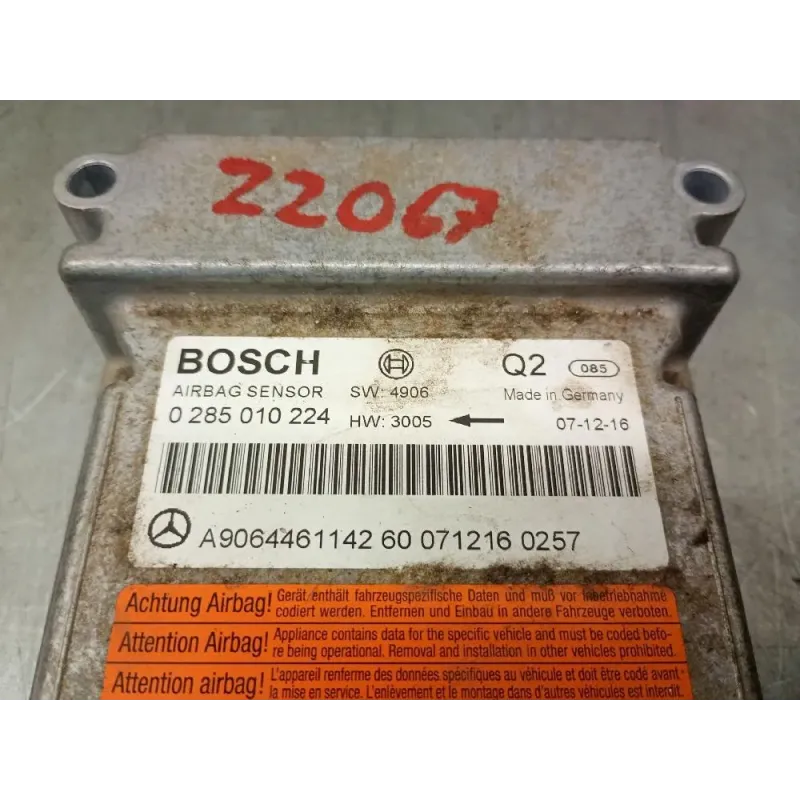 22067
BOSCH Q2 085
AIRBAG SENSOR SW: 4906 Made in Germany
0 285 010 224 HW: 3005 07-12-16
A9064461142 60 071216 0257
Achtung Airbag! Gerät enthält fahrzeugspezifische Daten und muß vor Inbetriebnahme
codiert werden. Entfernen und Einbau in andere Fahrzeuge verboten.
Attention Airbag! Appliance contains data for the specific vehicle and must be coded befo-
re being operational. Removal and installation in other vehicles prohibited.
Attention airbag! L'appareil renferme des données spécifiques au véhicule et doit être codé avant
la mise en service. L'enlèvement et le montage dans d'autres véhicules est interdit.